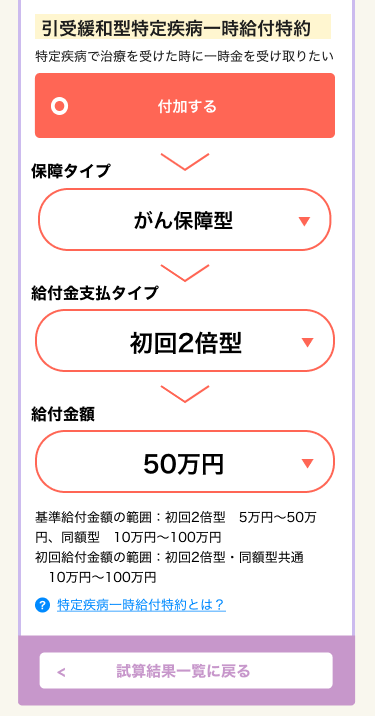 引受緩和型特定疾病一時給付特約
特定疾病で治療を受けた時に一時金を受け取りたい
付加する
保障タイプ
がん保障型
給付金支払タイプ
初回2倍型
給付金額
50万円
基準給付金額の範囲：初回2倍型　5万円〜50万
円、同額型　10万円〜100万円
初回給付金額の範囲：初回2倍型・同額型共通
　10万円〜100万円
? 特定疾病一時給付特約とは？
< 試算結果一覧に戻る